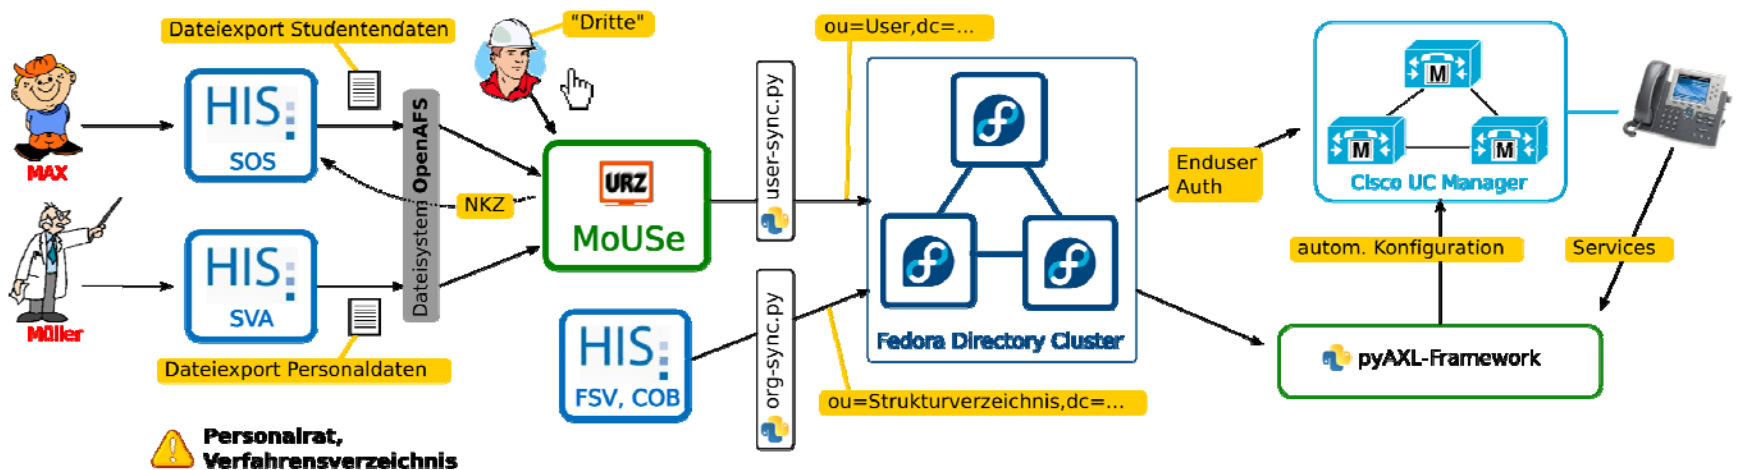 Dateiexport Studentendaten
"Dritte"
ou=User,dc=...
MAX
HIS:
SOS
Dateisystem OpenAFS
NKZ
URZ
MoUSe
user-sync.py
Enduser
Auth
M
M
M
Cisco UC Manager
Müller
HIS:
SVA
Dateiexport Personaldaten
HIS:
FSV, COB
org-sync.py
Fedora Directory Cluster
ou=Strukturverzeichnis,dc=...
autom. Konfiguration
Services
pyAXL-Framework
Personalrat,
Verfahrensverzeichnis